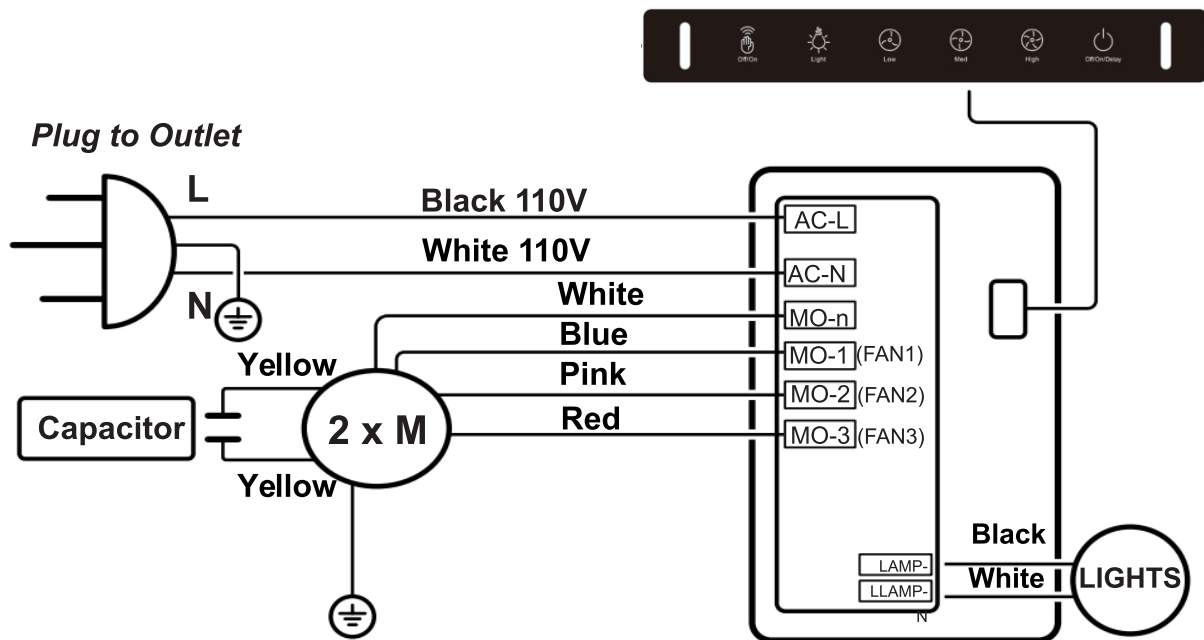 Off/On
Light
Low
Med
High
Off/On/Delay
Plug to Outlet
L
Black 110V
AC-L
White 110V
AC-N
N
White
MO-n
Blue
MO-1 (FAN1)
Yellow
Pink
MO-2 (FAN2)
Capacitor
2 x M
Red
MO-3 (FAN3)
Yellow
Black
LAMP-
White
LLAMP-
N
LIGHTS